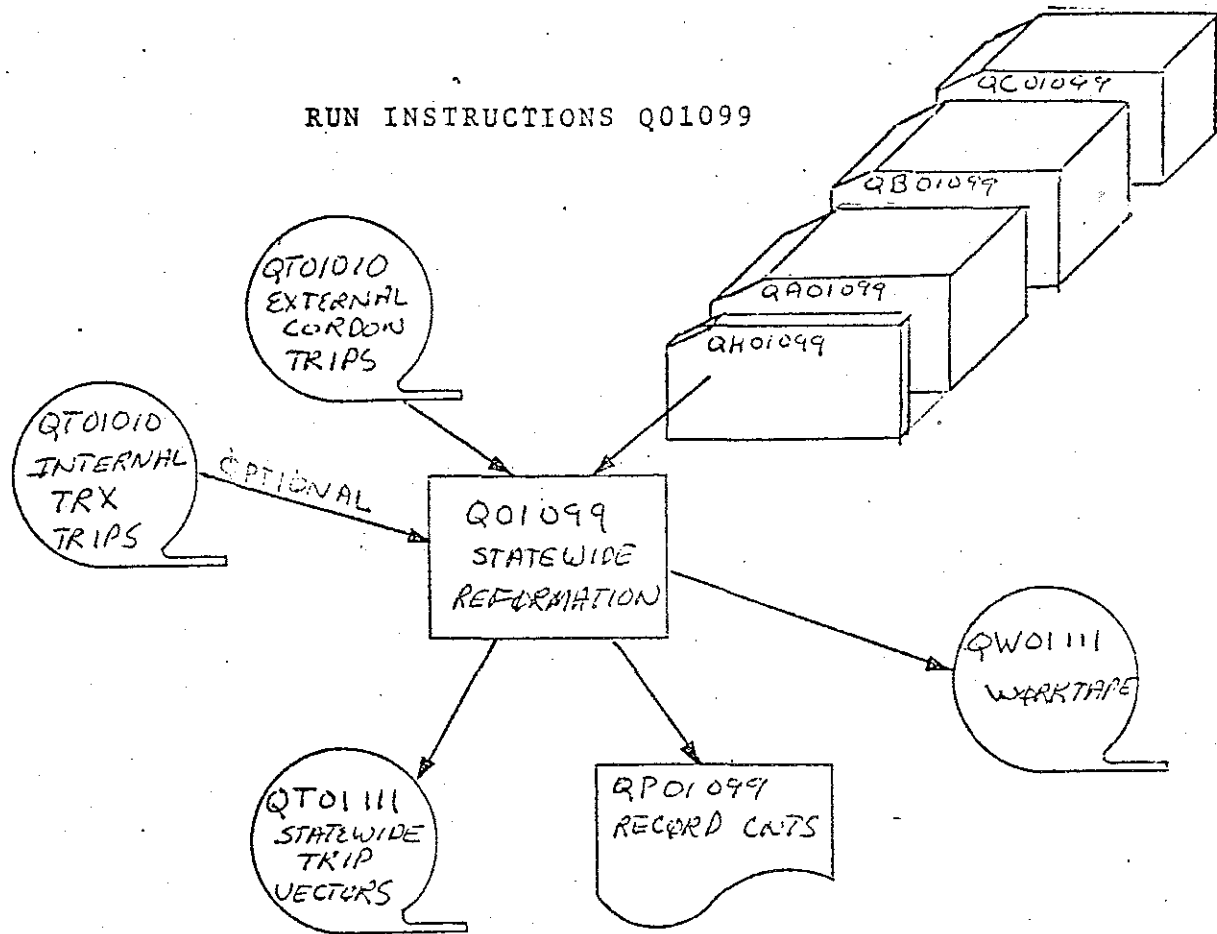 RUN INSTRUCTIONS Q01099
QC01099
QB01099
QA01099
QH01099
QT01010
EXTERNAL
CORDON
TRIPS
QT01010
INTERNAL
TRX
TRIPS
OPTIONAL
Q01099
STATEWIDE
REFORMATION
QW01111
WORKTAPE
QT01111
STATEWIDE
TRIP
VECTORS
QP01099
RECORD CNTS